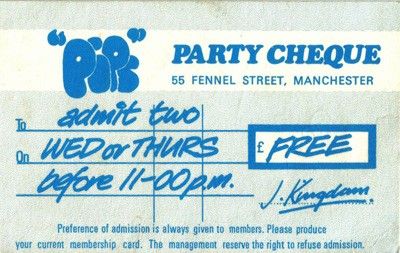 "PIPS" PARTY CHEQUE
55 FENNEL STREET, MANCHESTER
To admit two
On WED or THURS £ FREE
before 11-00 p.m. J. Kingdam
Preference of admission is always given to members. Please produce
your current membership card. The management reserve the right to refuse admission.